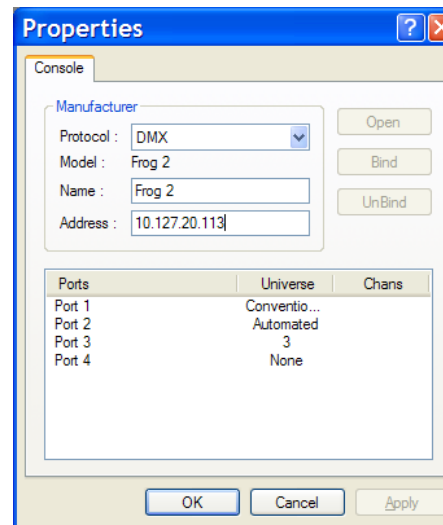 Properties
Console
Manufacturer
Protocol : DMX
Open
Model : Frog 2
Bind
Name : Frog 2
UnBind
Address : 10.127.20.113
Ports Universe Chans
Port 1 Conventio...
Port 2 Automated
Port 3 3
Port 4 None
OK Cancel Apply